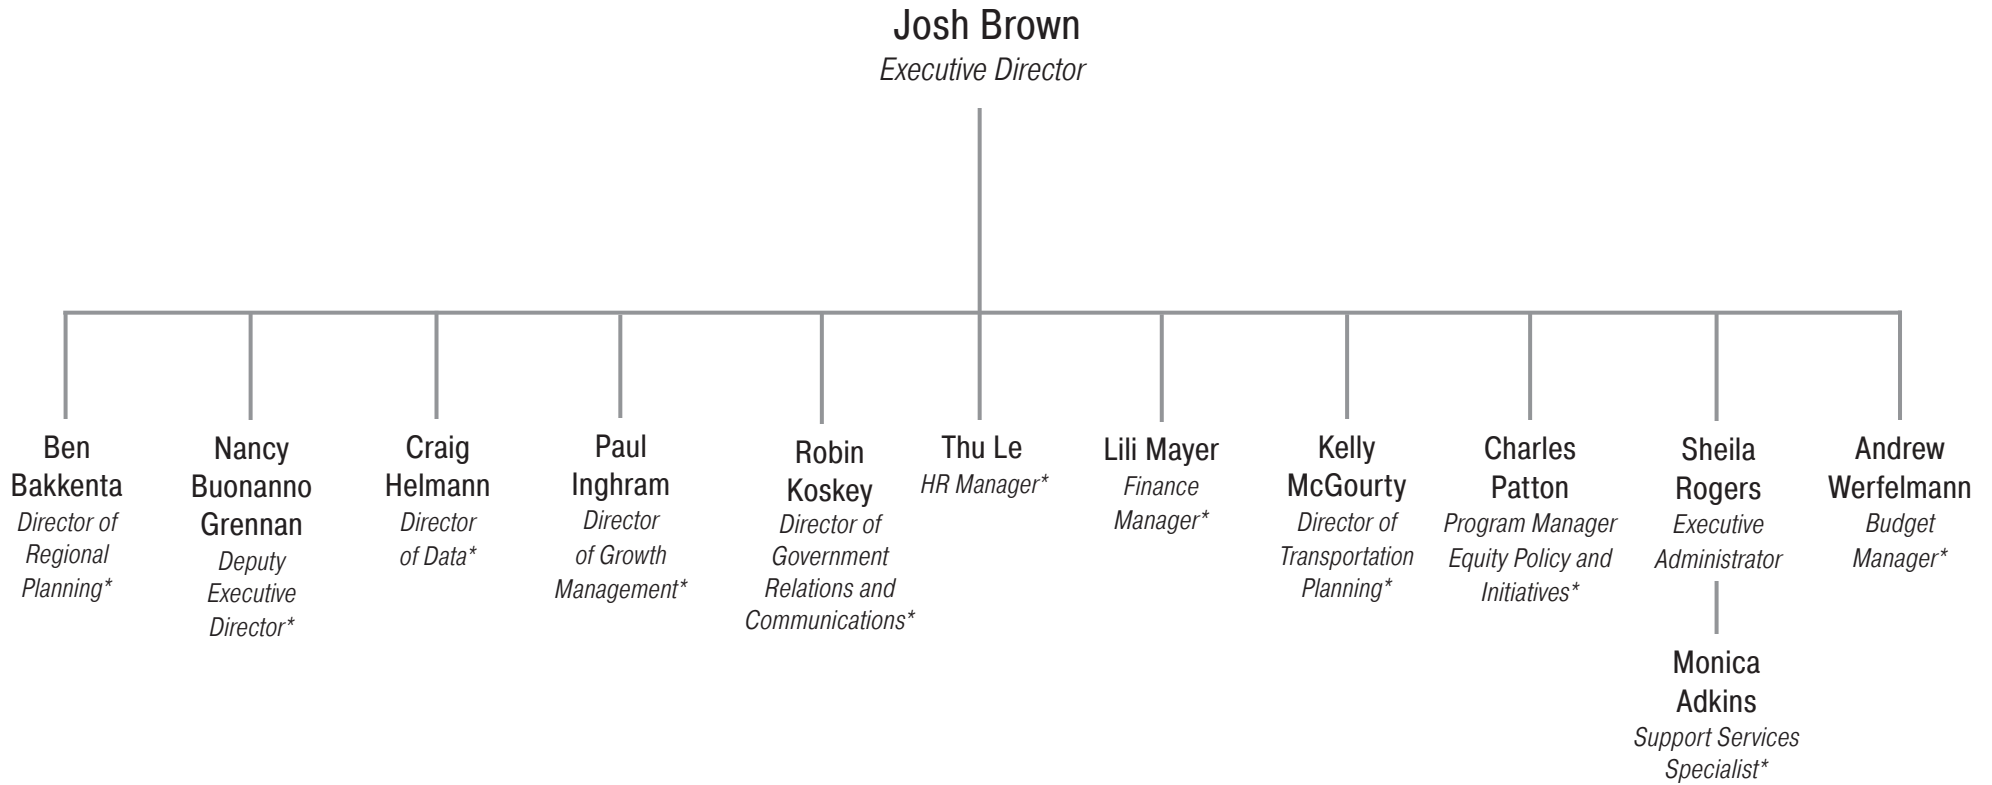 Josh Brown
Executive Director
Ben
Bakkenta
Director of
Regional
Planning*
Nancy
Buonanno
Grennan
Deputy
Executive
Director*
Craig
Helmann
Director
of Data*
Paul
Inghram
Director
of Growth
Management*
Robin
Koskey
Director of
Government
Relations and
Communications*
Thu Le
HR Manager*
Lili Mayer
Finance
Manager*
Kelly
McGourty
Director of
Transportation
Planning*
Charles
Patton
Program Manager
Equity Policy and
Initiatives*
Sheila
Rogers
Executive
Administrator
Monica
Adkins
Support Services
Specialist*
Andrew
Werfelmann
Budget
Manager*